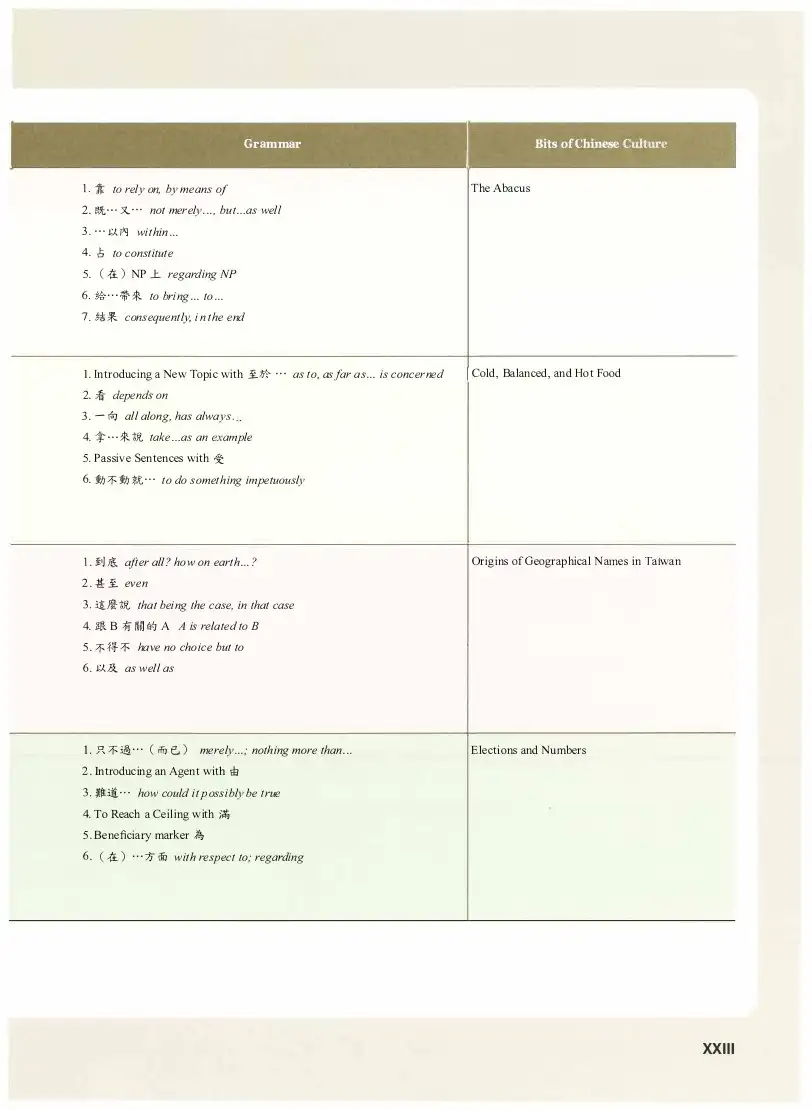 Grammar
Bits of Chinese Culture
1. 靠 to rely on, by means of
2. 既…又… not merely…, but…as well
3. …以內 within…
4. 占 to constitute
5. （在）NP 上 regarding NP
6. 給…帶來 to bring… to…
7. 結果 consequently, in the end
The Abacus
1. Introducing a New Topic with 至於 … as to, as far as… is concerned
2. 看 depends on
3. 一向 all along, has always…
4. 拿…來說 take…as an example
5. Passive Sentences with 受
6. 動不動就… to do something impetuously
Cold, Balanced, and Hot Food
1. 到底 after all? how on earth…?
2. 甚至 even
3. 這麼說 that being the case, in that case
4. 跟 B 有關的 A A is related to B
5. 不得不 have no choice but to
6. 以及 as well as
Origins of Geographical Names in Taiwan
1. 只不過…（而已） merely…; nothing more than…
2. Introducing an Agent with 由
3. 難道… how could it possibly be true
4. To Reach a Ceiling with 滿
5. Beneficiary marker 為
6. （在）…方面 with respect to; regarding
Elections and Numbers
XXIII